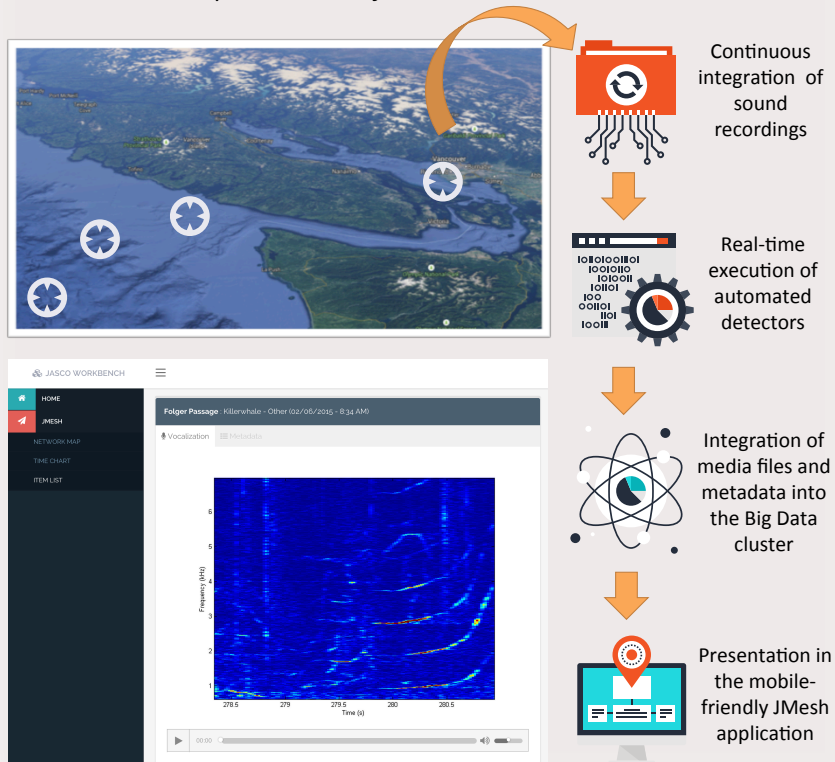 Continuous
integration of
sound
recordings
Vancouver
Nanaimo
Victoria
Real-time
execution of
automated
detectors
JASCO WORKBENCH
HOME
JMESH
NETWORK MAP
TIME CHART
ITEM LIST
Folger Passage : Killerwhale - Other (02/06/2015 - 8:34 AM)
Vocalization
Metadata
Frequency (kHz)
6
5
4
3
2
1
278.5 279 279.5 280 280.5
Time (s)
00:00
Integration of
media files and
metadata into
the Big Data
cluster
Presentation in
the mobile-
friendly JMesh
application